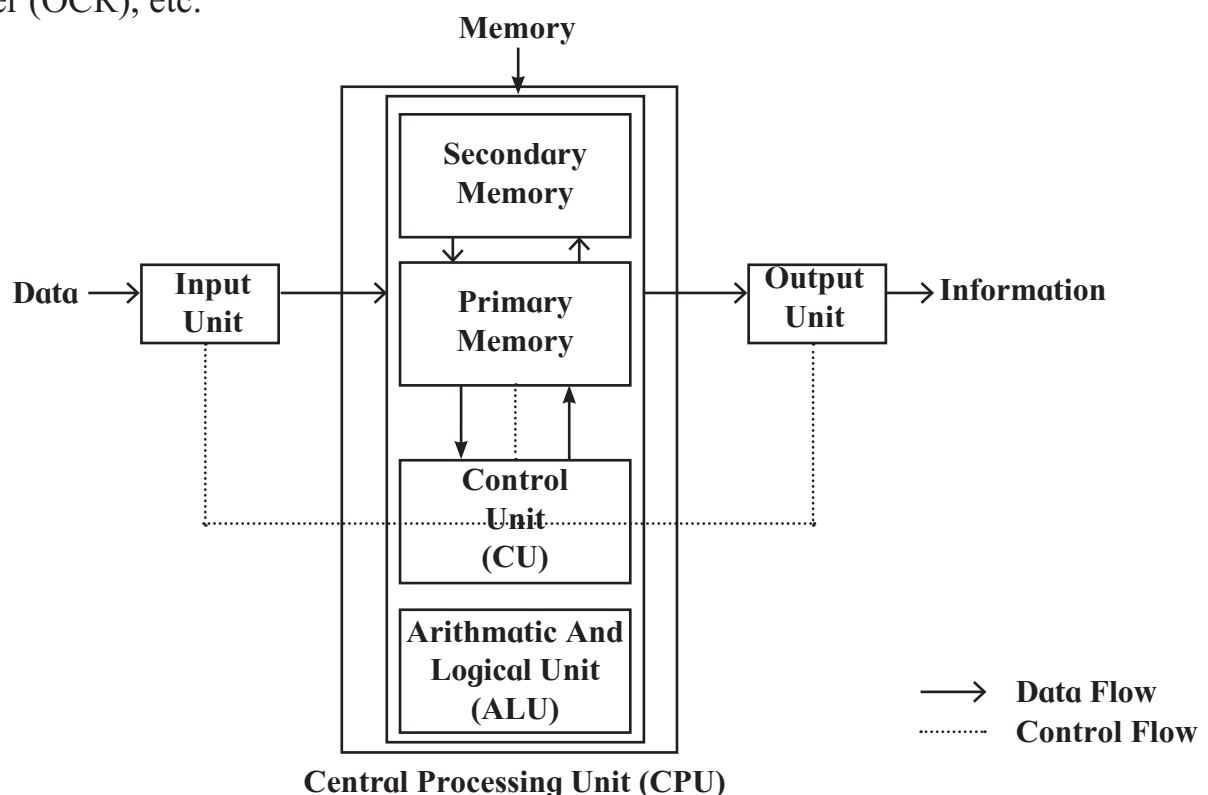 er (OCR), etc.
Memory
Secondary
Memory
Data
Input
Unit
Primary
Memory
Output
Unit
Information
Control
Unit
(CU)
Arithmatic And
Logical Unit
(ALU)
Data Flow
Control Flow
Central Processing Unit (CPU)